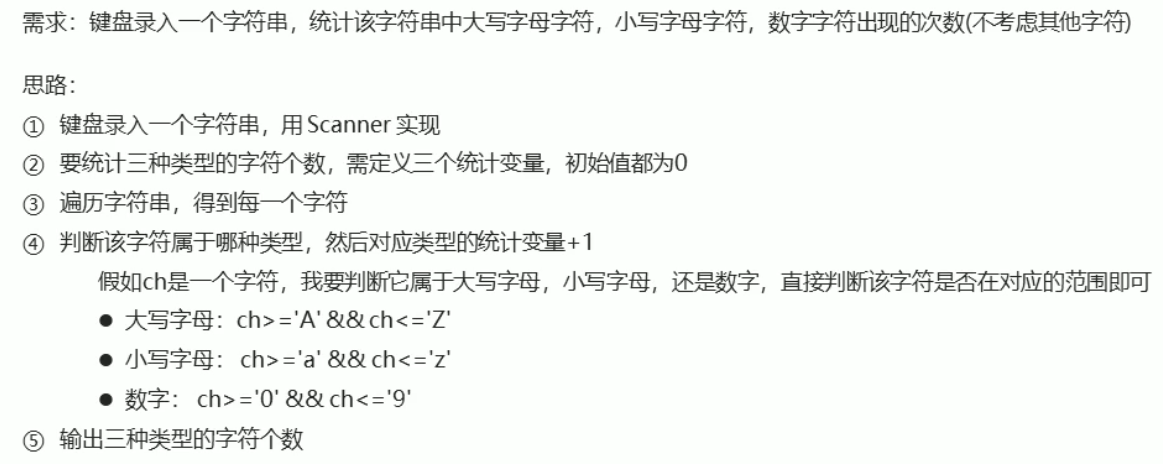 需求：键盘录入一个字符串，统计该字符串中大写字母字符，小写字母字符，数字字符出现的次数(不考虑其他字符)
思路：
① 键盘录入一个字符串，用 Scanner 实现
② 要统计三种类型的字符个数，需定义三个统计变量，初始值都为0
③ 遍历字符串，得到每一个字符
④ 判断该字符属于哪种类型，然后对应类型的统计变量+1
假如ch是一个字符，我要判断它属于大写字母，小写字母，还是数字，直接判断该字符是否在对应的范围即可
● 大写字母：ch>='A' && ch<='Z'
● 小写字母： ch>='a' && ch<='z'
● 数字： ch>='0' && ch<='9'
⑤ 输出三种类型的字符个数